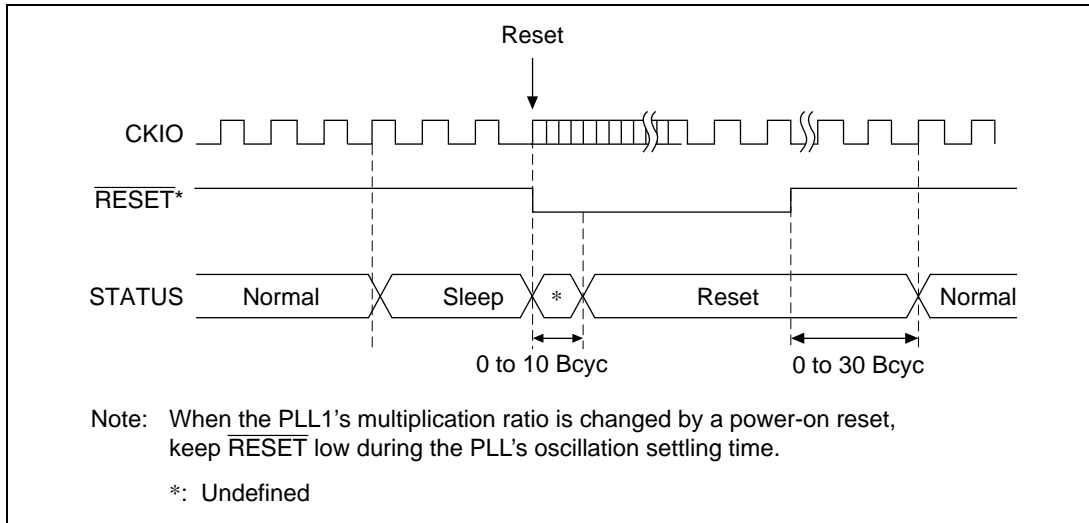 Reset
CKIO
RESET*
STATUS Normal Sleep * Reset Normal
0 to 10 Bcyc 0 to 30 Bcyc
Note: When the PLL1's multiplication ratio is changed by a power-on reset,
keep RESET low during the PLL's oscillation settling time.
*: Undefined